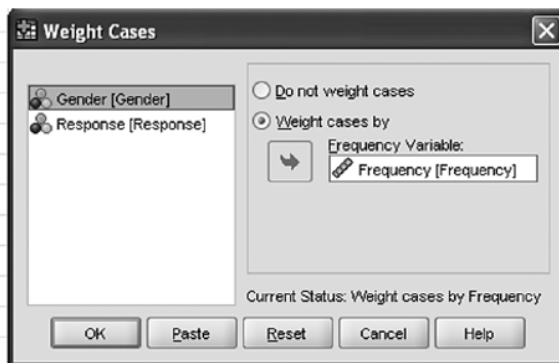 Weight Cases
Gender [Gender]
Response [Response]
Do not weight cases
Weight cases by
Frequency Variable:
Frequency [Frequency]
Current Status: Weight cases by Frequency
OK
Paste
Reset
Cancel
Help